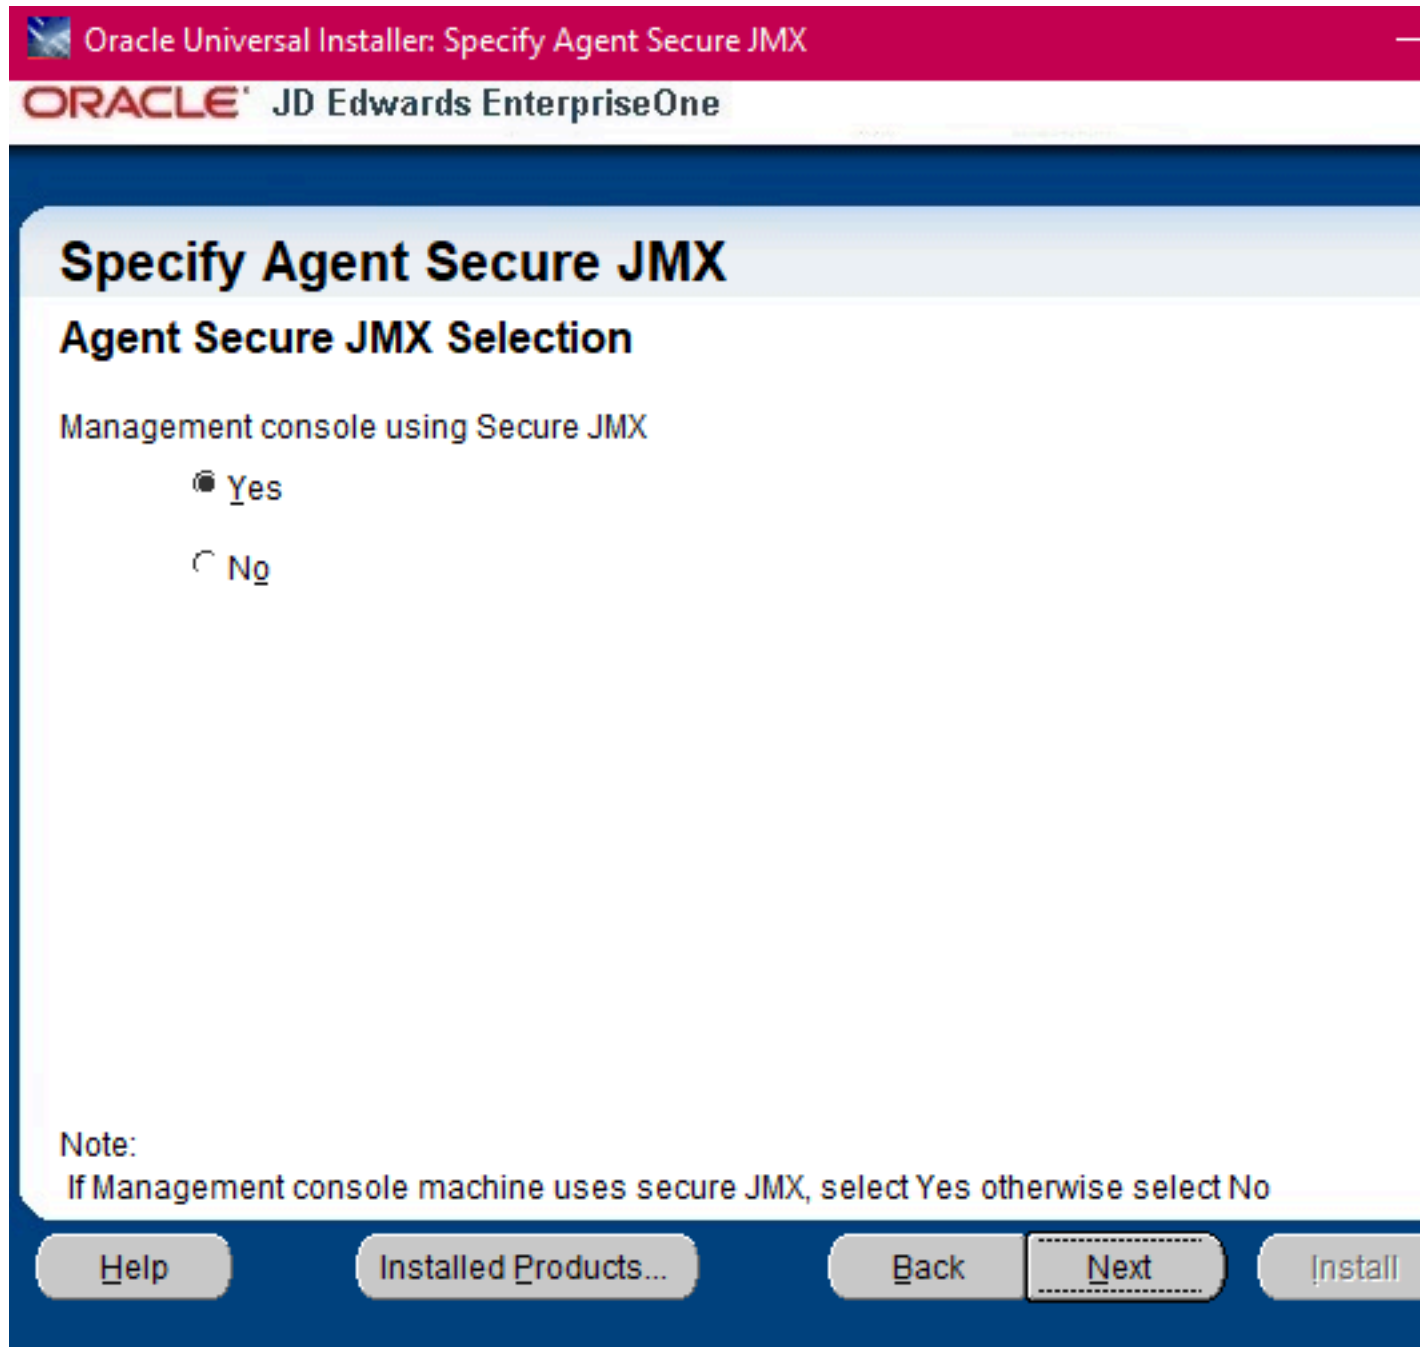 Oracle Universal Installer: Specify Agent Secure JMX
ORACLE JD Edwards EnterpriseOne
Specify Agent Secure JMX
Agent Secure JMX Selection
Management console using Secure JMX
Yes
No
Note:
If Management console machine uses secure JMX, select Yes otherwise select No
Help Installed Products... Back Next Install